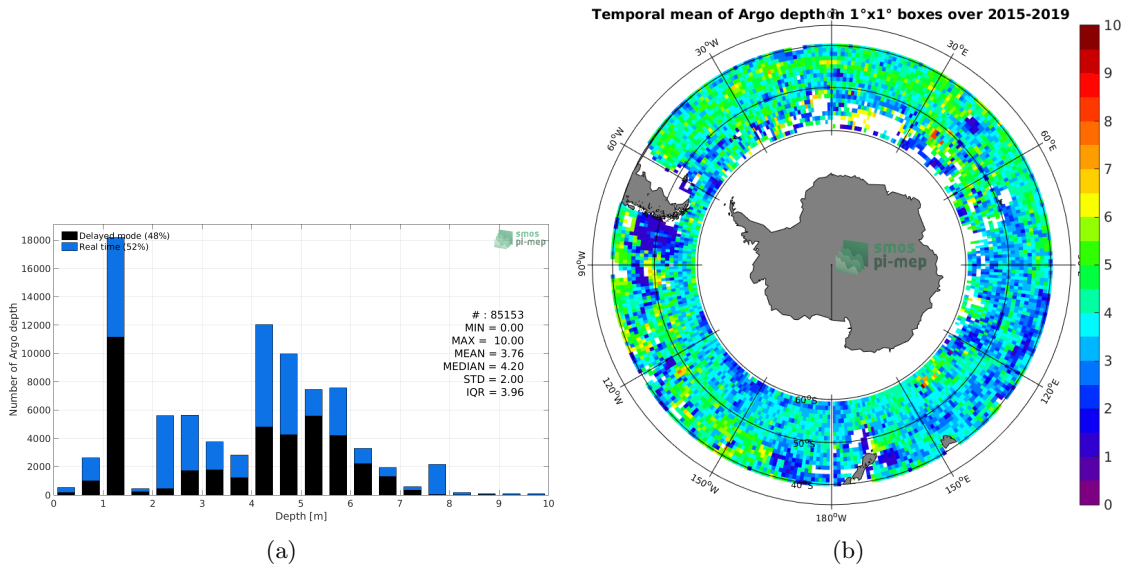 Temporal mean of Argo depth in 1°x1° boxes over 2015-2019
Delayed mode (48%)
Real time (52%)
smos
pi-mep
# : 85153
MIN = 0.00
MAX = 10.00
MEAN = 3.76
MEDIAN = 4.20
STD = 2.00
IQR = 3.96
Number of Argo depth
18000
16000
14000
12000
10000
8000
6000
4000
2000
0
0 1 2 3 4 5 6 7 8 9 10
Depth [m]
(a)
30°W
30°E
60°W
60°E
90°W
120°W
120°E
150°W
150°E
180°W
60°S
50°S
40°S
smos
pi-mep
10
9
8
7
6
5
4
3
2
1
0
(b)